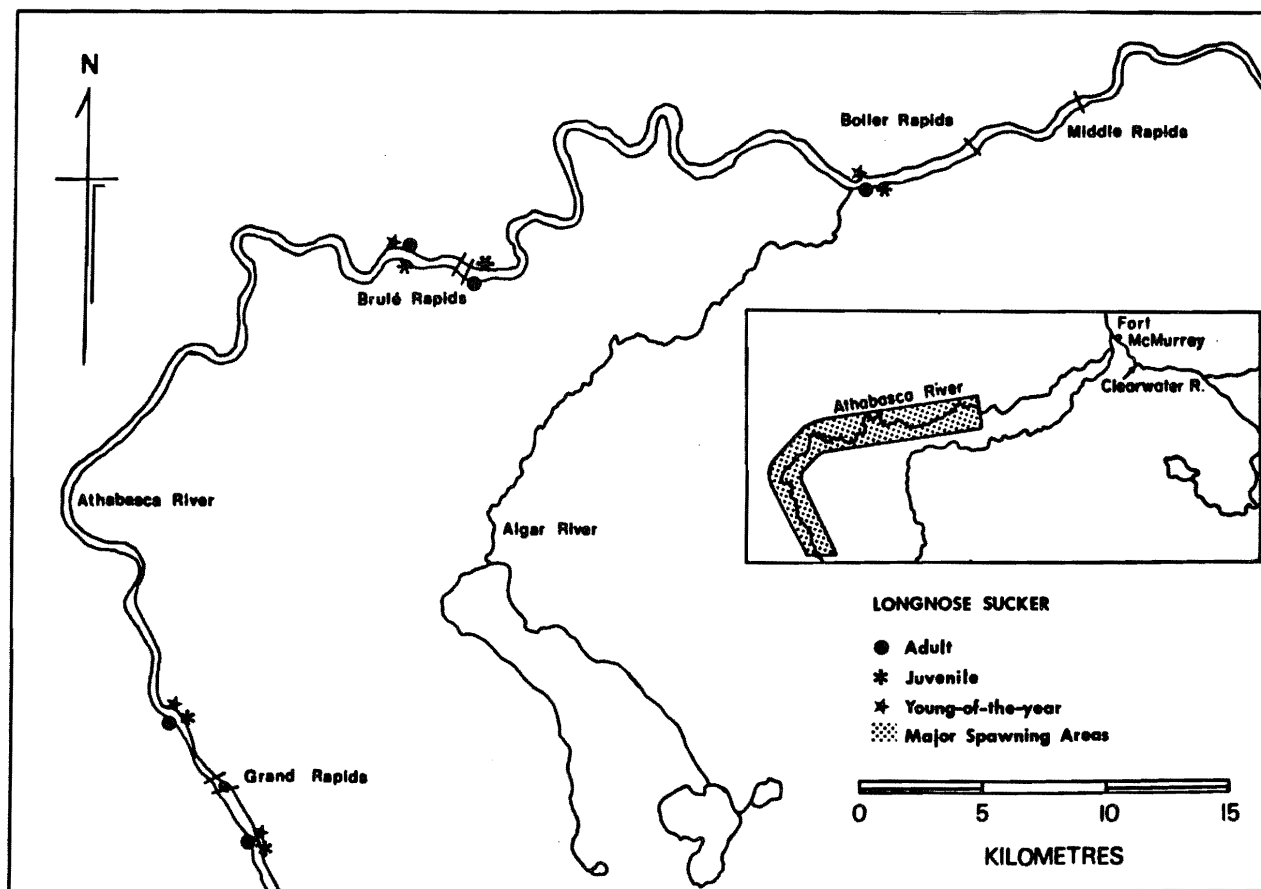 N
Boiler Rapids
Middle Rapids
Brulé Rapids
Fort
McMurray
Clearwater R.
Athabasca River
Athabasca River
Algar River
LONGNOSE SUCKER
Adult
Juvenile
Young-of-the-year
Major Spawning Areas
Grand Rapids
0 5 10 15
KILOMETRES